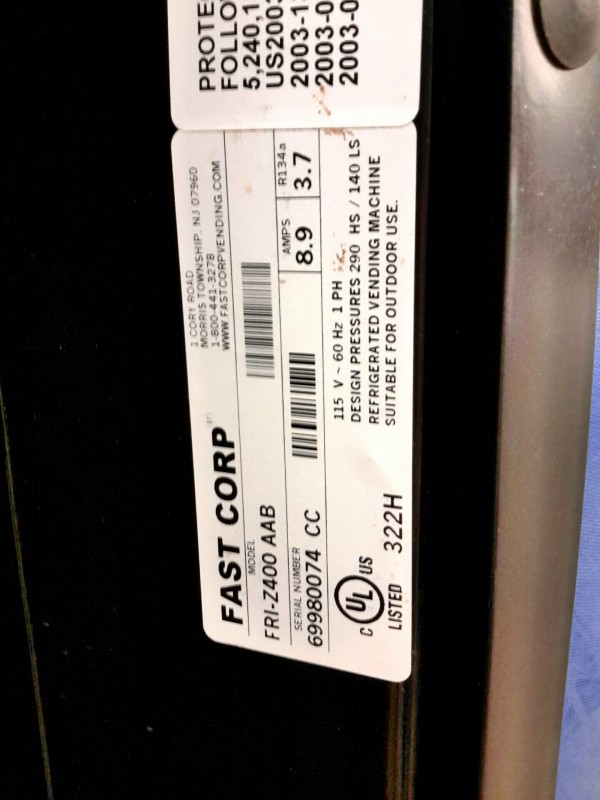 PROTE
FOLLO
5,240,1
US2003
2003-1
2003-0
2003-0
FAST CORP
1 CORY ROAD
MORRIS TOWNSHIP, NJ 07960
1-800-441-3278
WWW.FASTCORPVENDING.COM
MODEL
FRI-Z400 AAB
SERIAL NUMBER
69980074 CC
AMPS
8.9
R134a
3.7
115 V ~ 60 Hz 1 PH
DESIGN PRESSURES 290 HS / 140 LS
REFRIGERATED VENDING MACHINE
SUITABLE FOR OUTDOOR USE.
C UL US
LISTED 322H